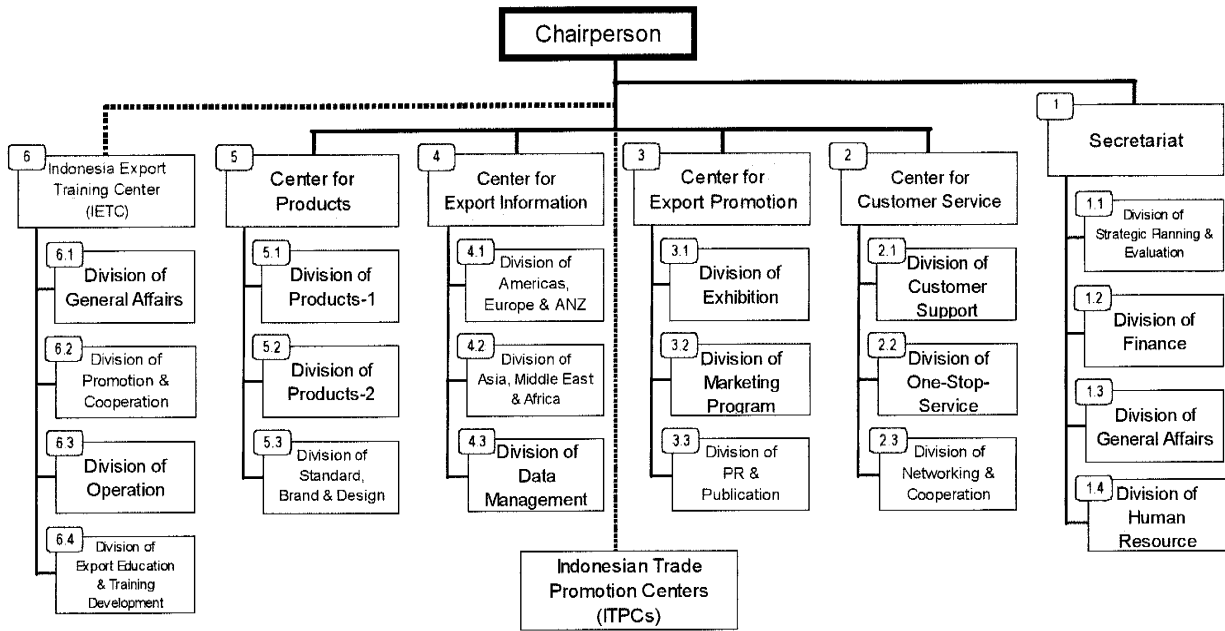 Chairperson
1
Secretariat
1.1
Division of
Strategic Planning &
Evaluation
1.2
Division of
Finance
1.3
Division of
General Affairs
1.4
Division of
Human
Resource
2
Center for
Customer Service
2.1
Division of
Customer
Support
2.2
Division of
One-Stop-
Service
2.3
Division of
Networking &
Cooperation
3
Center for
Export Promotion
3.1
Division of
Exhibition
3.2
Division of
Marketing
Program
3.3
Division of
PR &
Publication
4
Center for
Export Information
4.1
Division of
Americas,
Europe & ANZ
4.2
Division of
Asia, Middle East
& Africa
4.3
Division of
Data
Management
5
Center for
Products
5.1
Division of
Products-1
5.2
Division of
Products-2
5.3
Division of
Standard,
Brand & Design
6
Indonesia Export
Training Center
(IETC)
6.1
Division of
General Affairs
6.2
Division of
Promotion &
Cooperation
6.3
Division of
Operation
6.4
Division of
Export Education
& Training
Development
Indonesian Trade
Promotion Centers
(ITPCs)